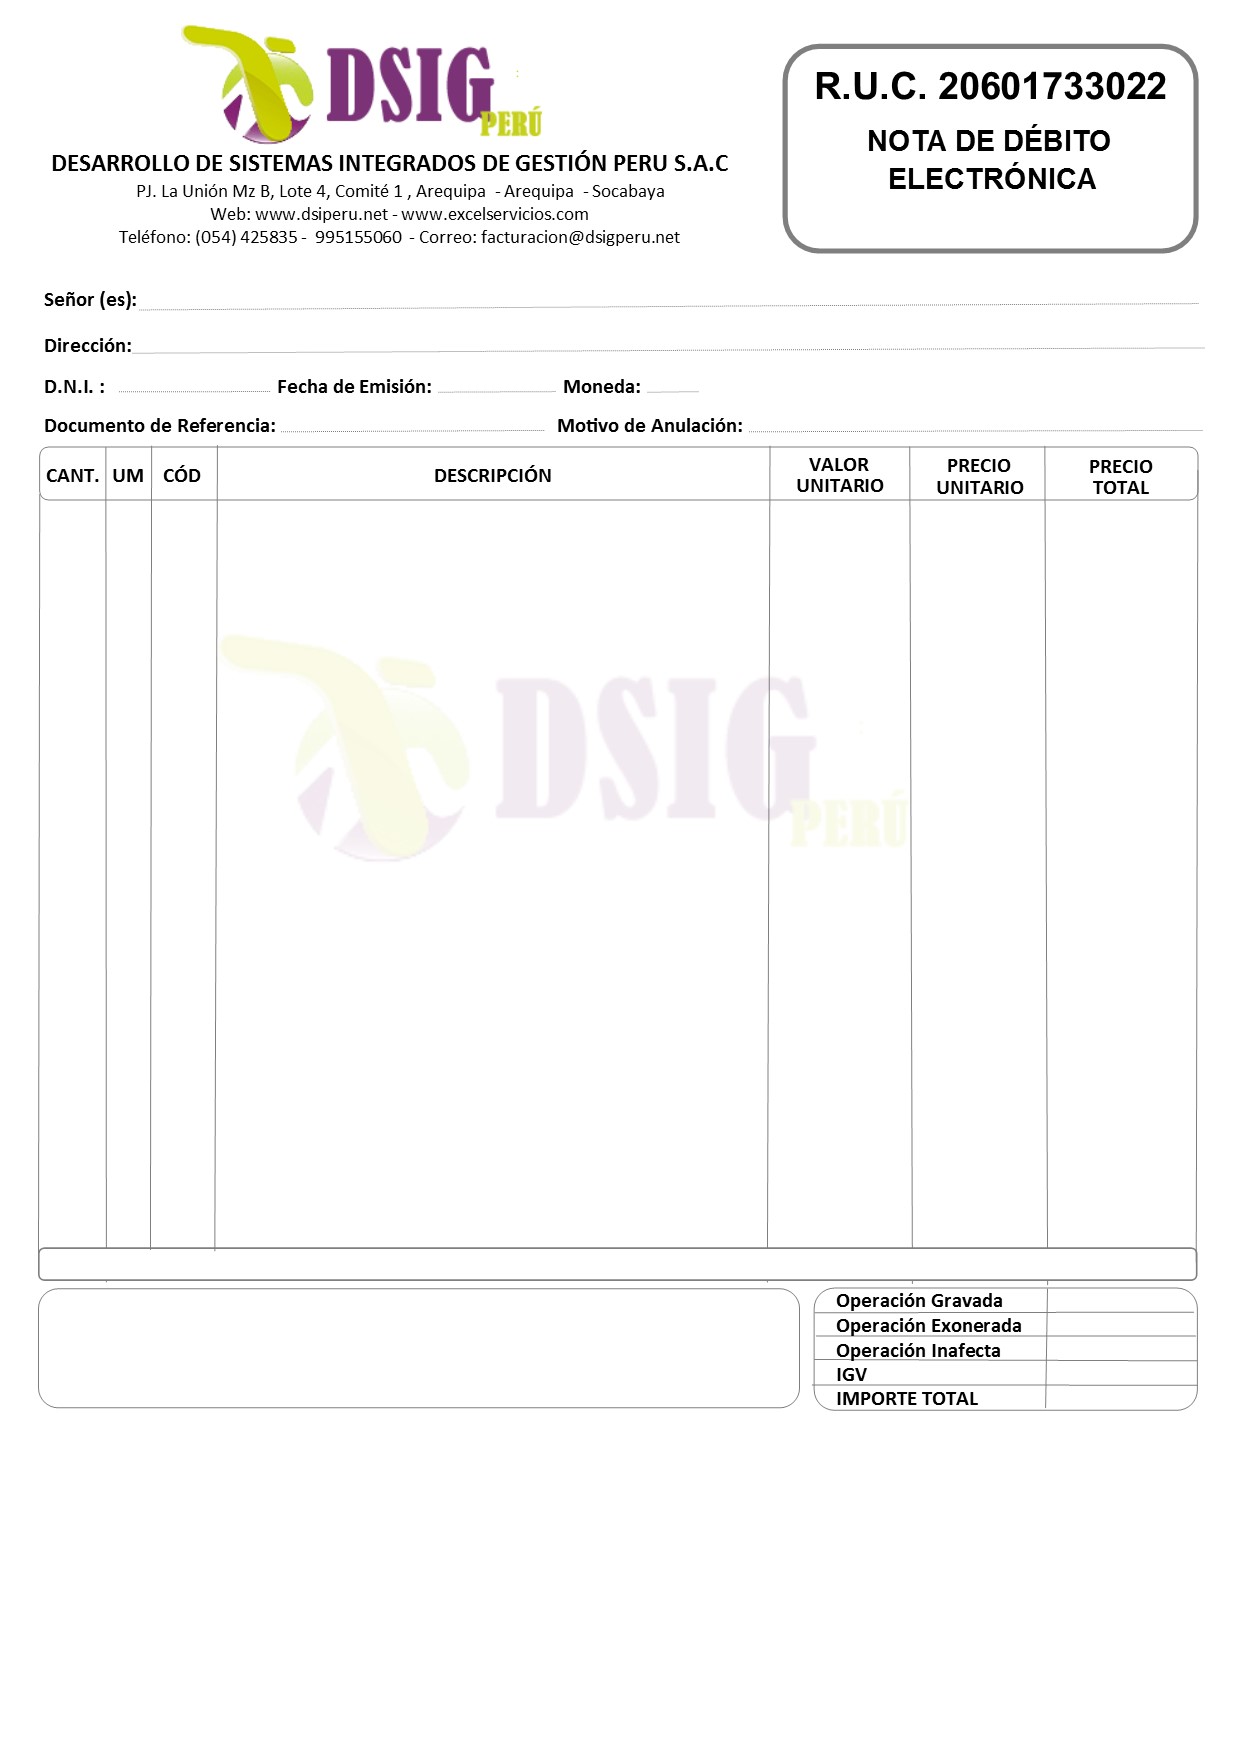 DSIG
PERÚ
DESARROLLO DE SISTEMAS INTEGRADOS DE GESTIÓN PERU S.A.C
PJ. La Unión Mz B, Lote 4, Comité 1 , Arequipa - Arequipa - Socabaya
Web: www.dsiperu.net - www.excelservicios.com
Teléfono: (054) 425835 - 995155060 - Correo: facturacion@dsigperu.net
R.U.C. 20601733022
NOTA DE DÉBITO
ELECTRÓNICA
Señor (es):
Dirección:
D.N.I. : Fecha de Emisión: Moneda:
Documento de Referencia: Motivo de Anulación:
CANT. UM CÓD DESCRIPCIÓN VALOR UNITARIO PRECIO UNITARIO PRECIO TOTAL
DSIG
PERÚ
Operación Gravada
Operación Exonerada
Operación Inafecta
IGV
IMPORTE TOTAL